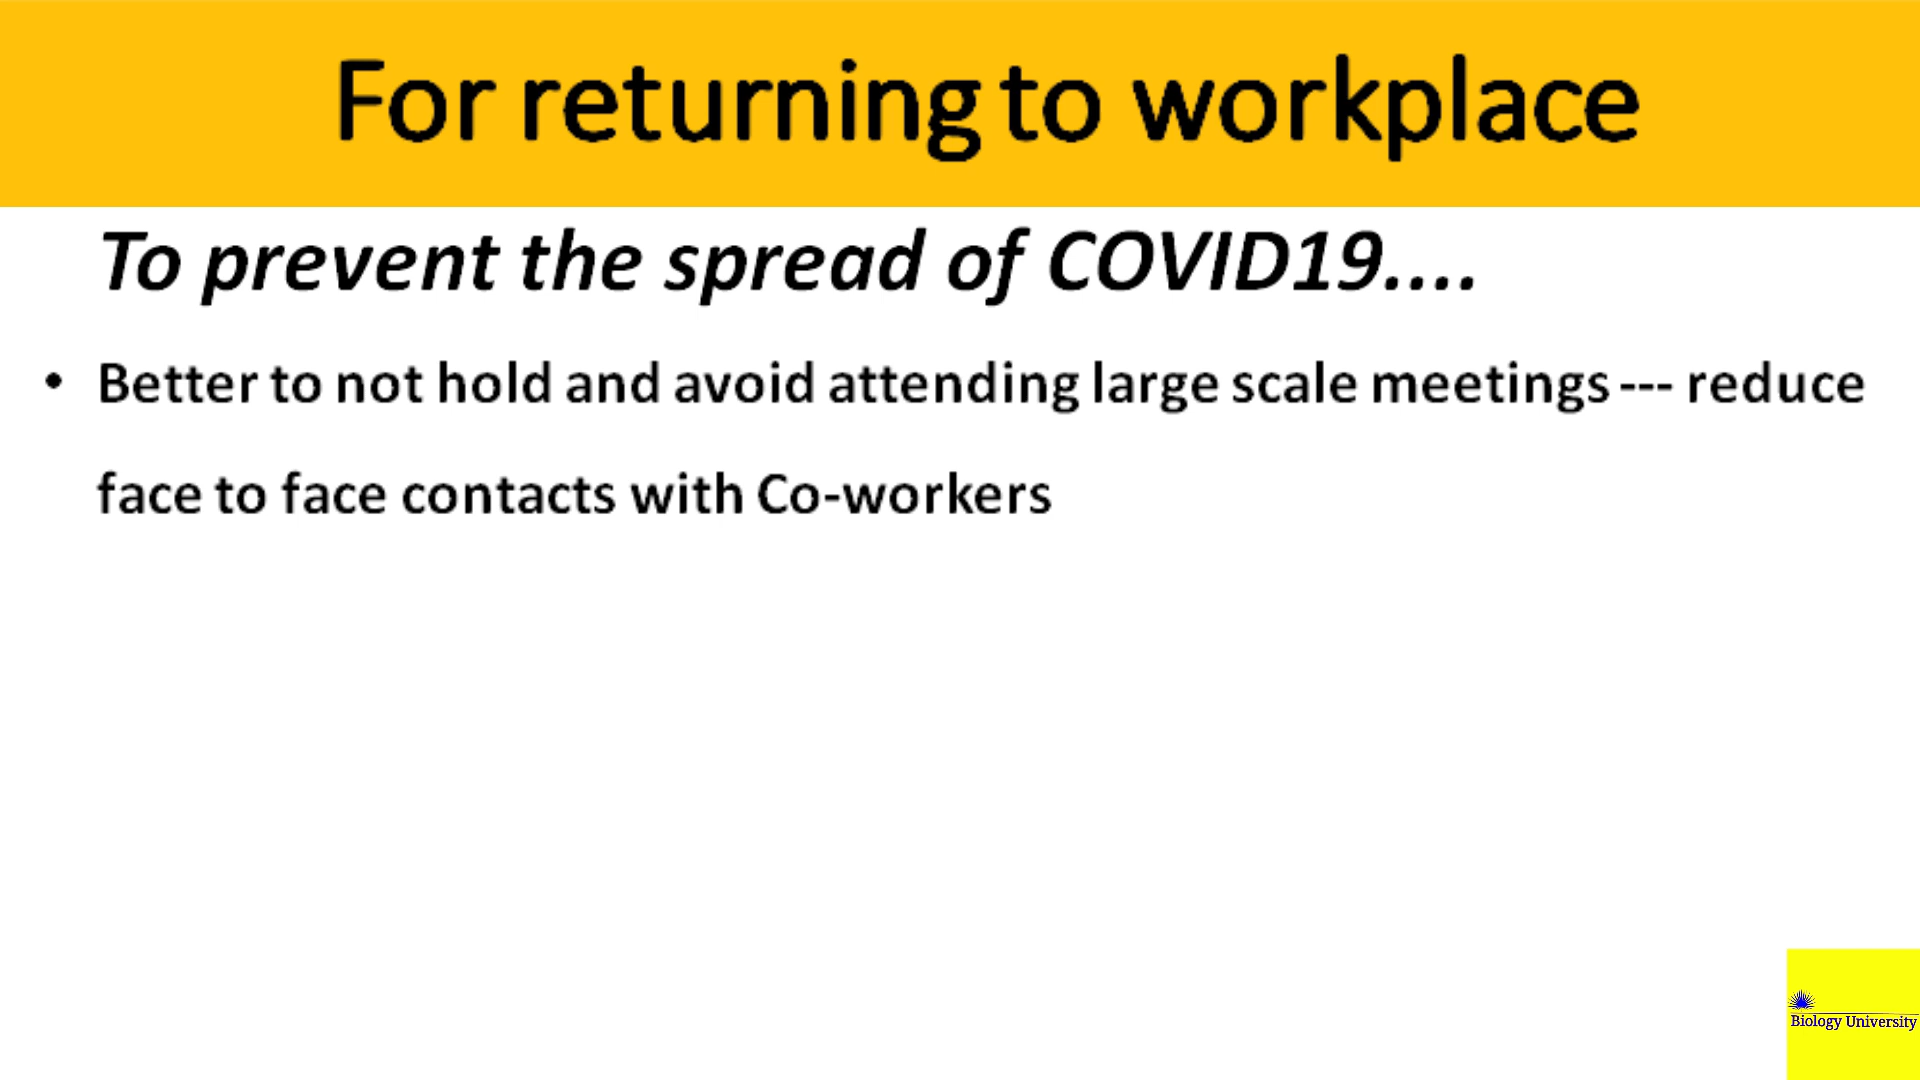 For returning to workplace
To prevent the spread of COVID19....
• Better to not hold and avoid attending large scale meetings --- reduce
face to face contacts with Co-workers
Biology University